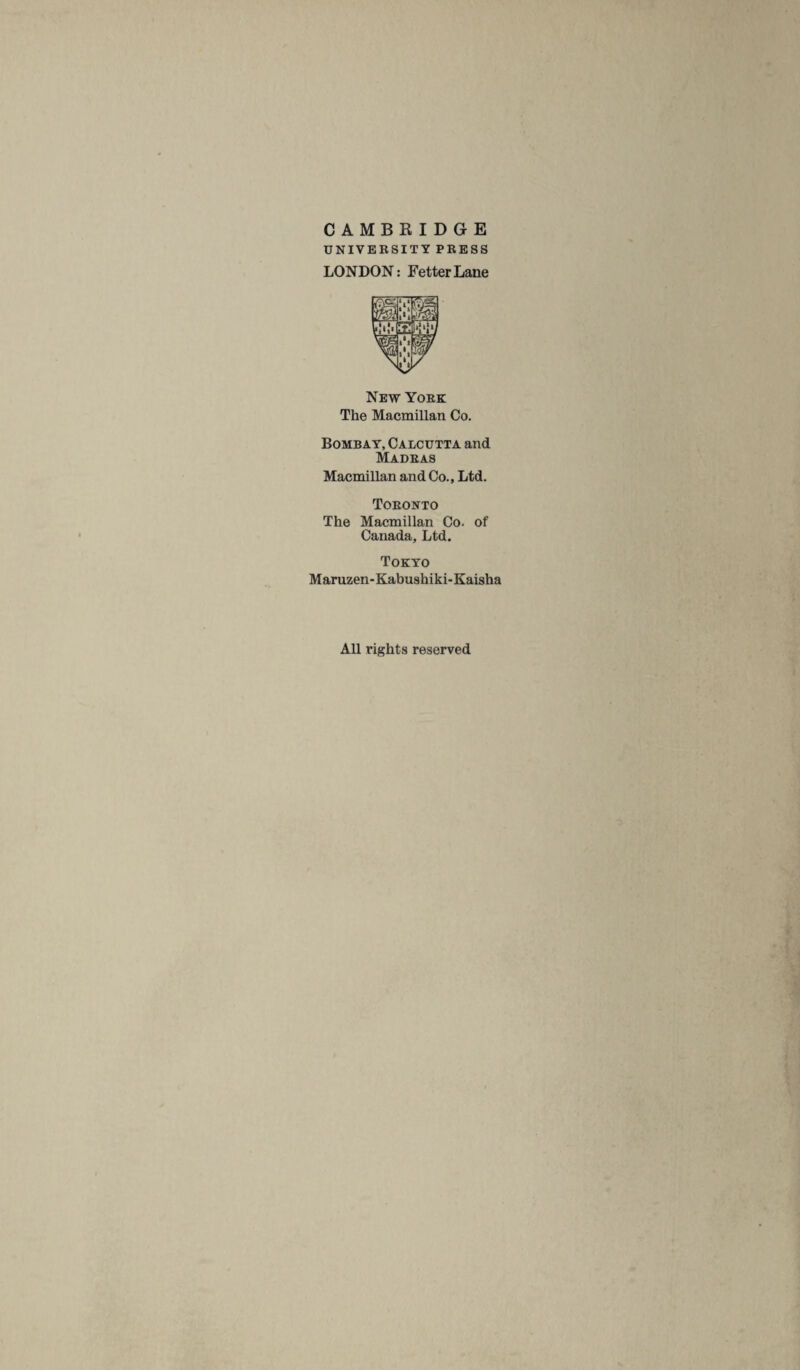 CAMBRIDGE
UNIVERSITY PRESS
LONDON: Fetter Lane
New York
The Macmillan Co.
Bombay, Calcutta and
Madras
Macmillan and Co., Ltd.
Toronto
The Macmillan Co. of
Canada, Ltd.
Tokyo
Maruzen-Kabushiki-Kaisha
All rights reserved